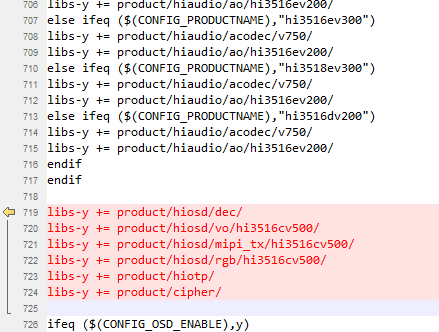 706 libs-y += product/hiaudio/ao/hi3516ev200/
707 else ifeq ($(CONFIG_PRODUCTNAME),"hi3516ev300")
708 libs-y += product/hiaudio/acodec/v750/
709 libs-y += product/hiaudio/ao/hi3516ev200/
710 else ifeq ($(CONFIG_PRODUCTNAME),"hi3518ev300")
711 libs-y += product/hiaudio/acodec/v750/
712 libs-y += product/hiaudio/ao/hi3516ev200/
713 else ifeq ($(CONFIG_PRODUCTNAME),"hi3516dv200")
714 libs-y += product/hiaudio/acodec/v750/
715 libs-y += product/hiaudio/ao/hi3516ev200/
716 endif
717 endif
718
719 libs-y += product/hiosd/dec/
720 libs-y += product/hiosd/vo/hi3516cv500/
721 libs-y += product/hiosd/mipi_tx/hi3516cv500/
722 libs-y += product/hiosd/rgb/hi3516cv500/
723 libs-y += product/hiotp/
724 libs-y += product/cipher/
725
726 ifeq ($(CONFIG_OSD_ENABLE),y)